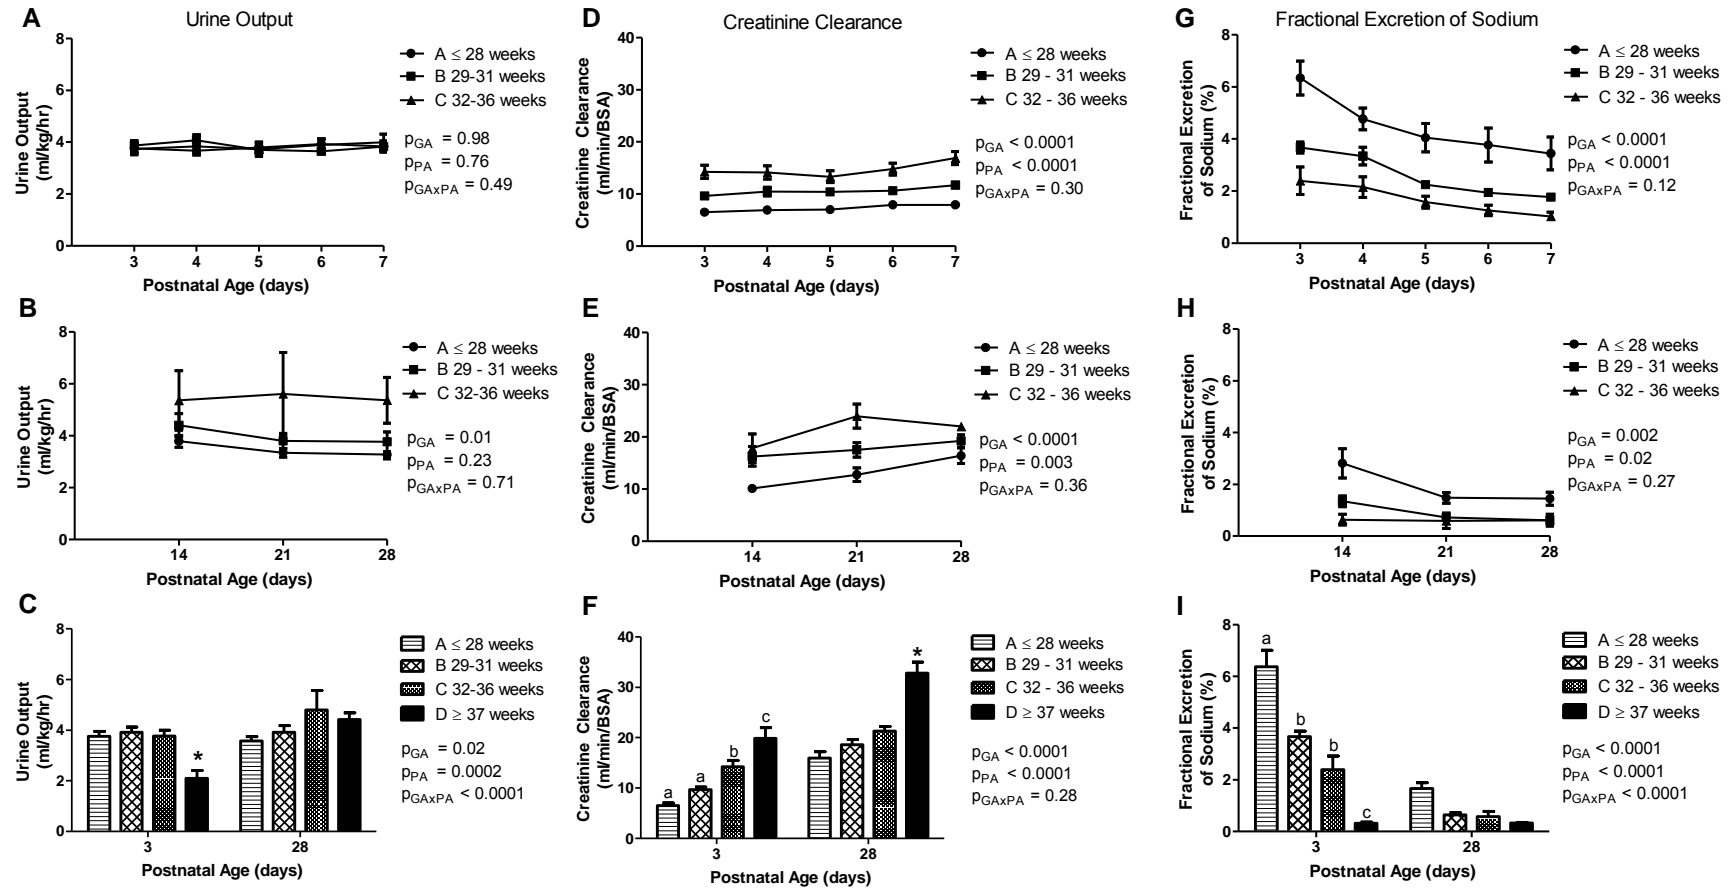 A
Urine Output
Urine Output
(ml/kg/hr)
8
6
4
2
0
3 4 5 6 7
Postnatal Age (days)
A ≤ 28 weeks
B 29-31 weeks
C 32-36 weeks
pGA = 0.98
pPA = 0.76
pGAxPA = 0.49
D
Creatinine Clearance
Creatinine Clearance
(ml/min/BSA)
40
30
20
10
0
3 4 5 6 7
Postnatal Age (days)
A ≤ 28 weeks
B 29 - 31 weeks
C 32 - 36 weeks
pGA < 0.0001
pPA < 0.0001
pGAxPA = 0.30
G
Fractional Excretion of Sodium
Fractional Excretion
of Sodium (%)
8
6
4
2
0
3 4 5 6 7
Postnatal Age (days)
A ≤ 28 weeks
B 29 - 31 weeks
C 32 - 36 weeks
pGA < 0.0001
pPA < 0.0001
pGAxPA = 0.12
B
Urine Output
(ml/kg/hr)
8
6
4
2
0
14 21 28
Postnatal Age (days)
A ≤ 28 weeks
B 29 - 31 weeks
C 32-36 weeks
pGA = 0.01
pPA = 0.23
pGAxPA = 0.71
E
Creatinine Clearance
(ml/min/BSA)
40
30
20
10
0
14 21 28
Postnatal Age (days)
A ≤ 28 weeks
B 29 - 31 weeks
C 32 - 36 weeks
pGA < 0.0001
pPA = 0.003
pGAxPA = 0.36
H
Fractional Excretion
of Sodium (%)
8
6
4
2
0
14 21 28
Postnatal Age (days)
A ≤ 28 weeks
B 29 - 31 weeks
C 32 - 36 weeks
pGA = 0.002
pPA = 0.02
pGAxPA = 0.27
C
Urine Output
(ml/kg/hr)
8
6
4
2
0
*
3 28
Postnatal Age (days)
A ≤ 28 weeks
B 29-31 weeks
C 32-36 weeks
D ≥ 37 weeks
pGA = 0.02
pPA = 0.0002
pGAxPA < 0.0001
F
Creatinine Clearance
(ml/min/BSA)
40
30
20
10
0
a a b c *
3 28
Postnatal Age (days)
A ≤ 28 weeks
B 29 - 31 weeks
C 32 - 36 weeks
D ≥ 37 weeks
pGA < 0.0001
pPA < 0.0001
pGAxPA = 0.28
I
Fractional Excretion
of Sodium (%)
8
6
4
2
0
a b b c
3 28
Postnatal Age (days)
A ≤ 28 weeks
B 29 - 31 weeks
C 32 - 36 weeks
D ≥ 37 weeks
pGA < 0.0001
pPA < 0.0001
pGAxPA < 0.0001